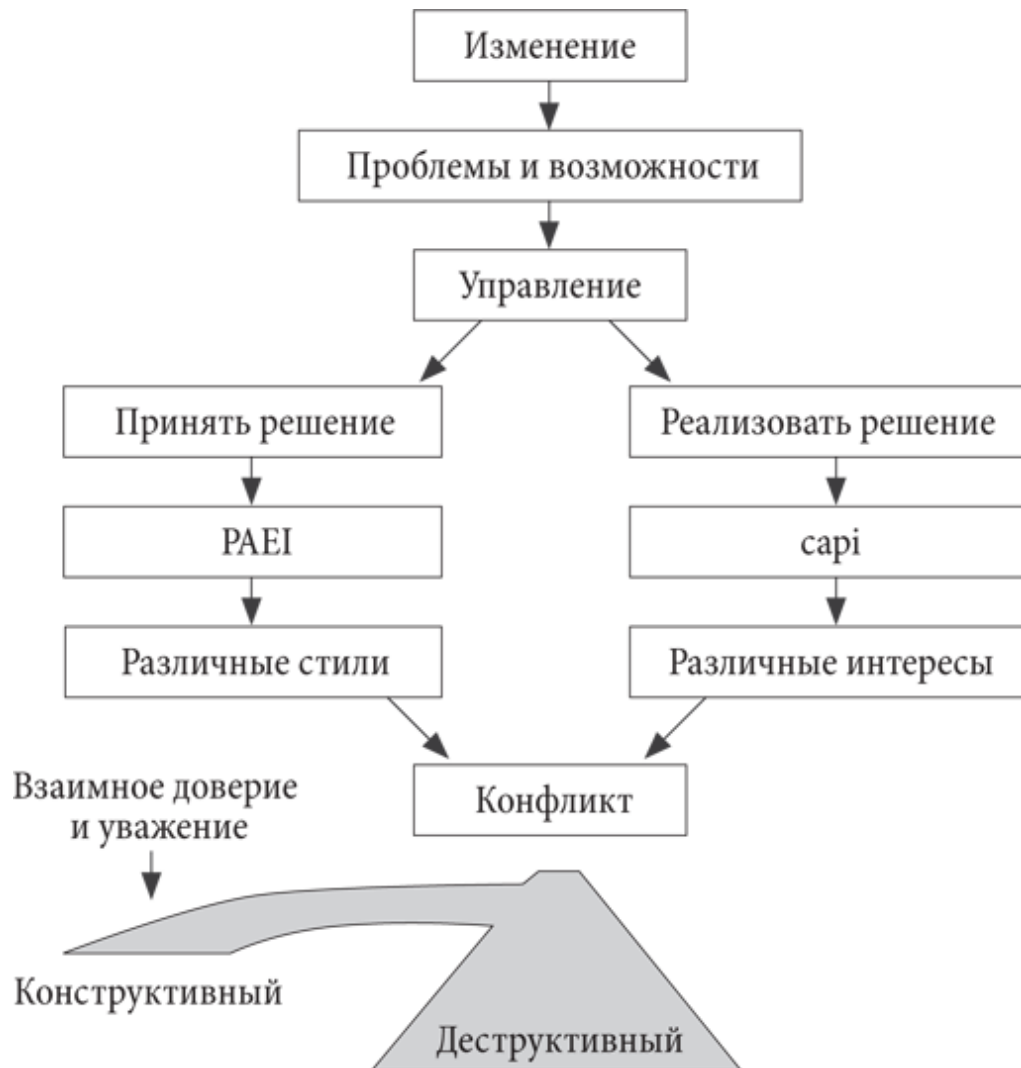 Изменение
Проблемы и возможности
Управление
Принять решение
Реализовать решение
PAEI
capi
Различные стили
Различные интересы
Взаимное доверие
и уважение
Конфликт
Конструктивный
Деструктивный